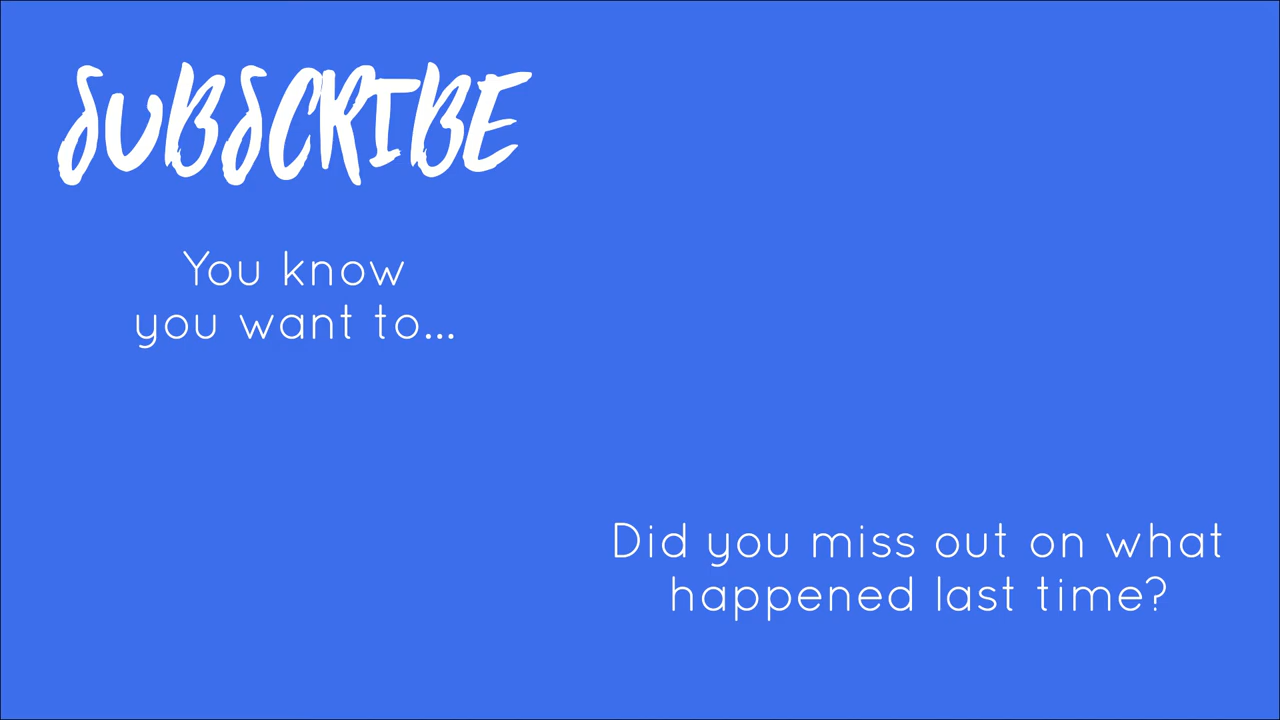 SUBSCRIBE
You know
you want to...
Did you miss out on what
happened last time?